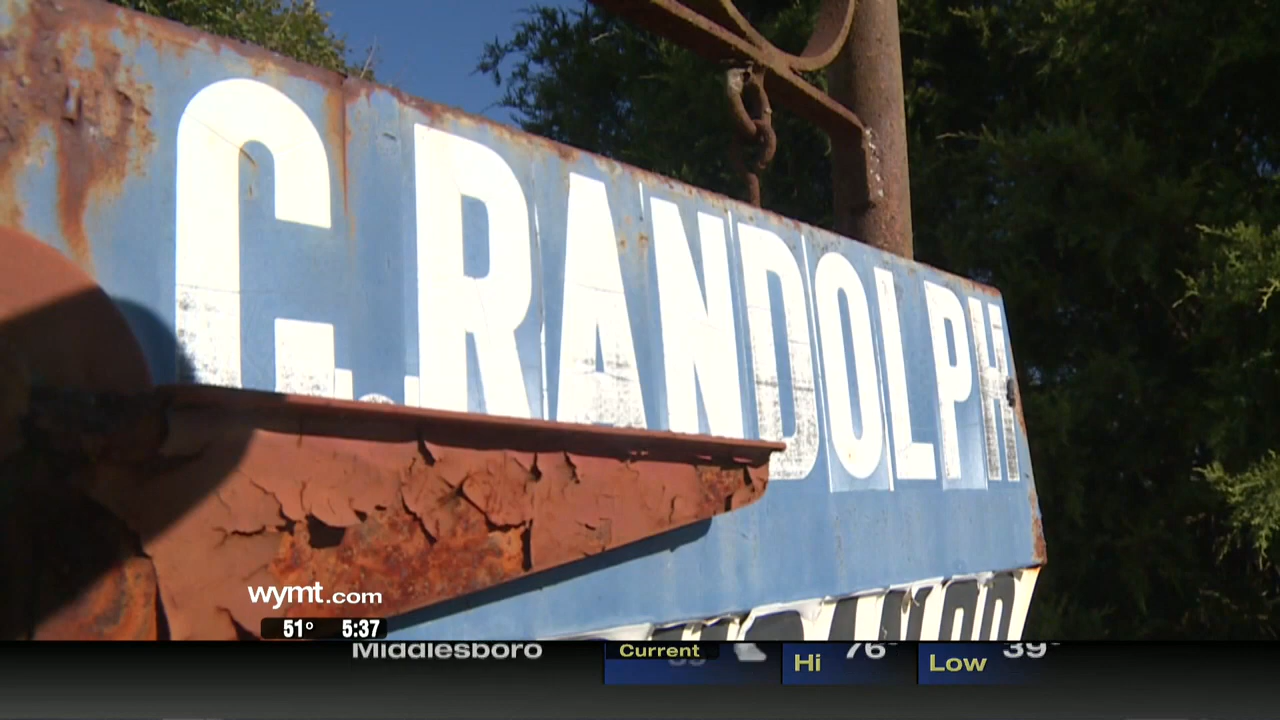 C. RANDOLPH
wymt.com
51° 5:37
Middlesboro
Current
Hi 76°
Low 39°